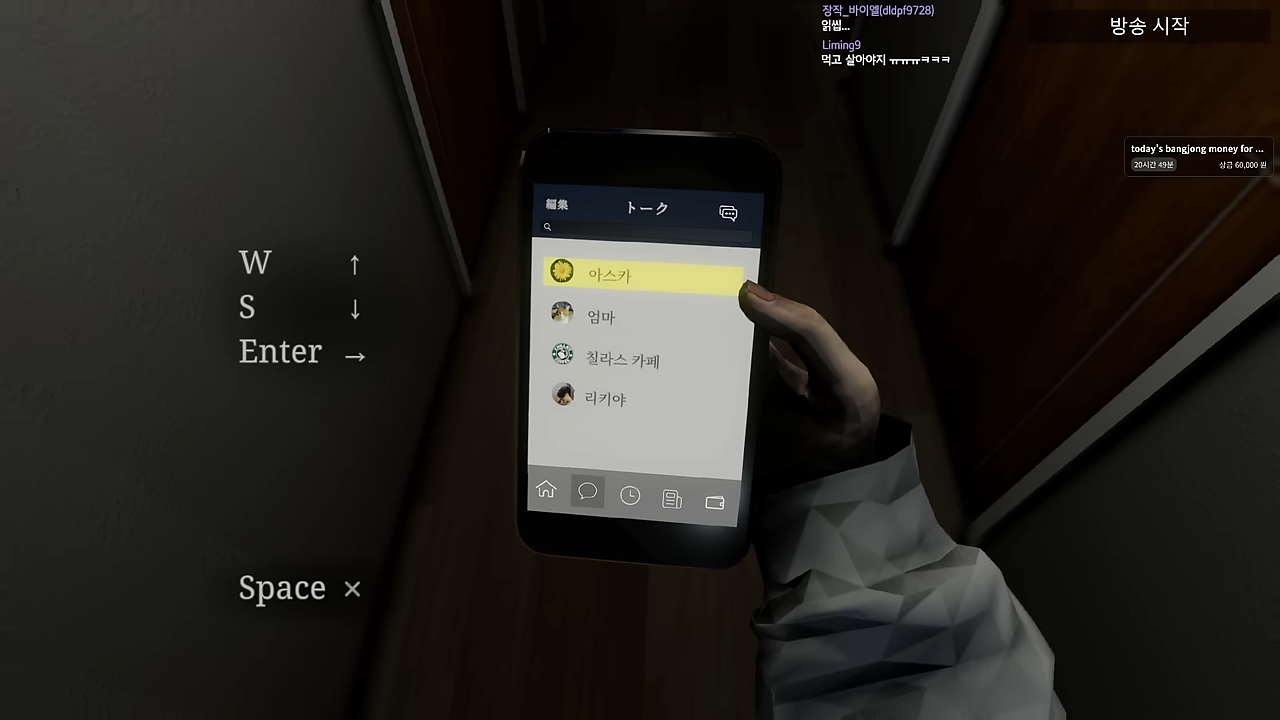 장작_바이엘(dldpf9728)
읽씹...
Liming9
먹고 살아야지 ㅠㅠㅠㅋㅋㅋ
방송 시작
today's bangjong money for ...
20시간 49분
상금 60,000 원
編集
トーク
아스카
엄마
칠라스 카페
리키야
W ↑
S ↓
Enter →
Space ×